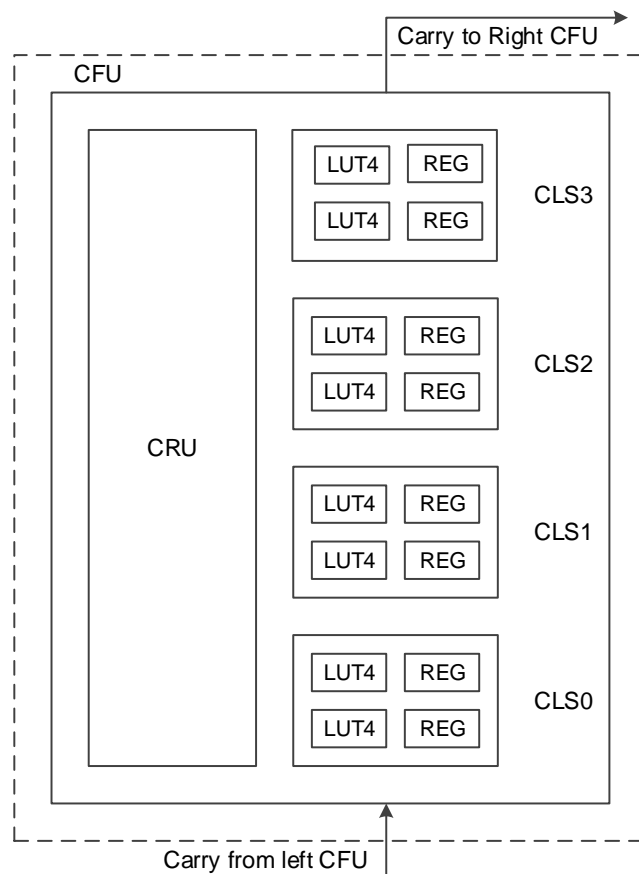 Carry to Right CFU
CFU
LUT4 REG
LUT4 REG
CLS3
LUT4 REG
LUT4 REG
CLS2
CRU
LUT4 REG
LUT4 REG
CLS1
LUT4 REG
LUT4 REG
CLS0
Carry from left CFU